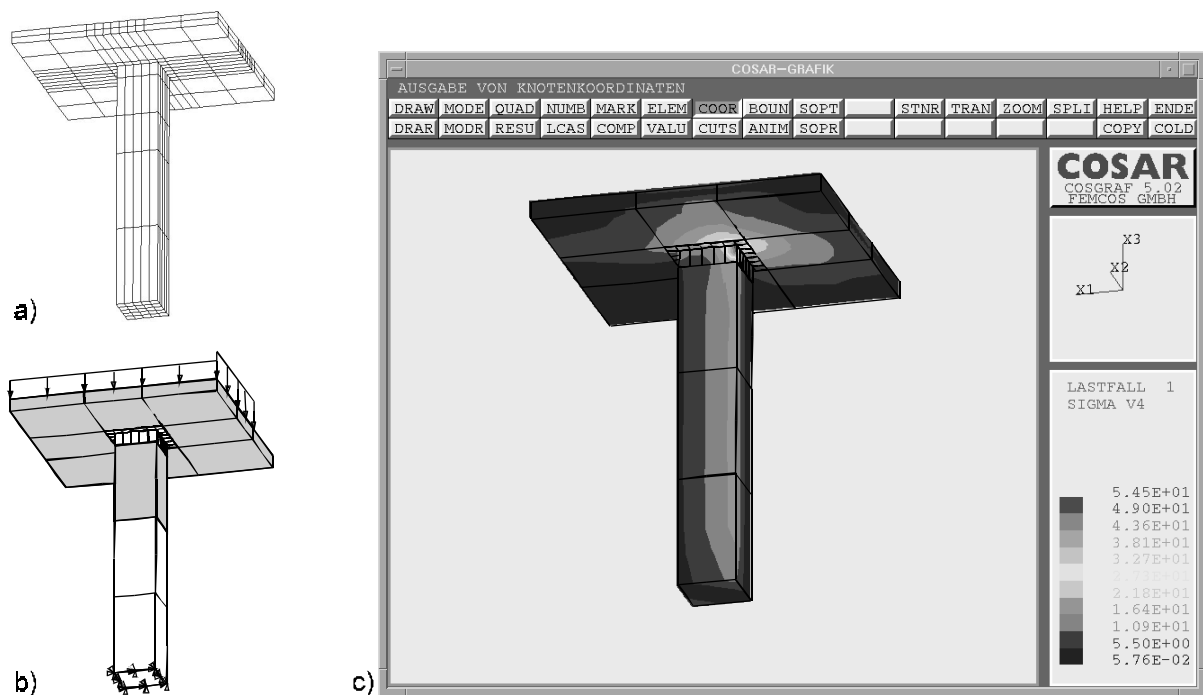 a)
b)
c)
COSAR-GRAFIK
AUSGABE VON KNOTENKOORDINATEN
DRAW MODE QUAD NUMB MARK ELEM COOR BOUN SOPT STNR TRAN ZOOM SPLI HELP ENDE
DRAR MODR RESU LCAS COMP VALU CUTS ANIM SOPR COPY COLD
COSAR
COSGRAF 5.02
FEMCOS GMBH
X3
X2
X1
LASTFALL 1
SIGMA V4
5.45E+01
4.90E+01
4.36E+01
3.81E+01
3.27E+01
2.73E+01
2.18E+01
1.64E+01
1.09E+01
5.50E+00
5.76E-02